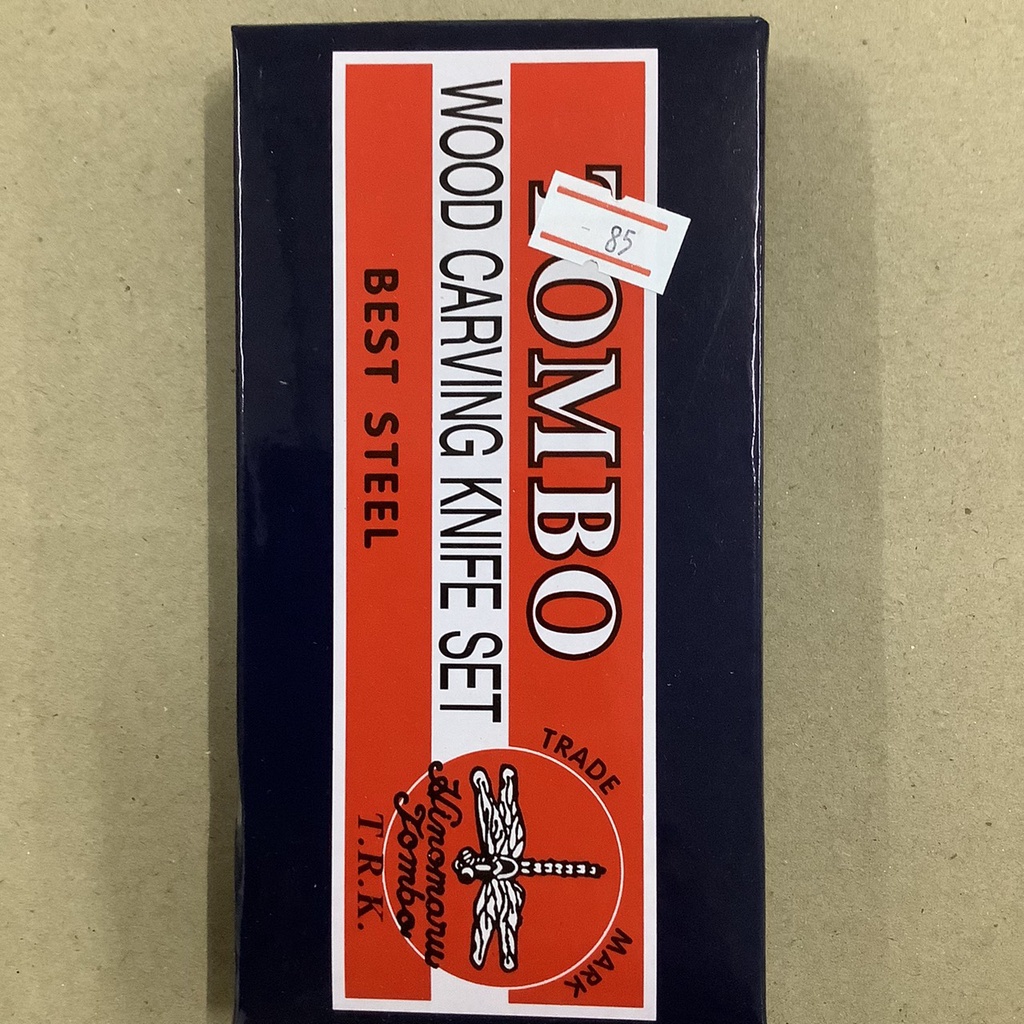 TOMBO
- 85
WOOD CARVING KNIFE SET
BEST STEEL
TRADE MARK
Hinomaru
Tombo
T.R.K.